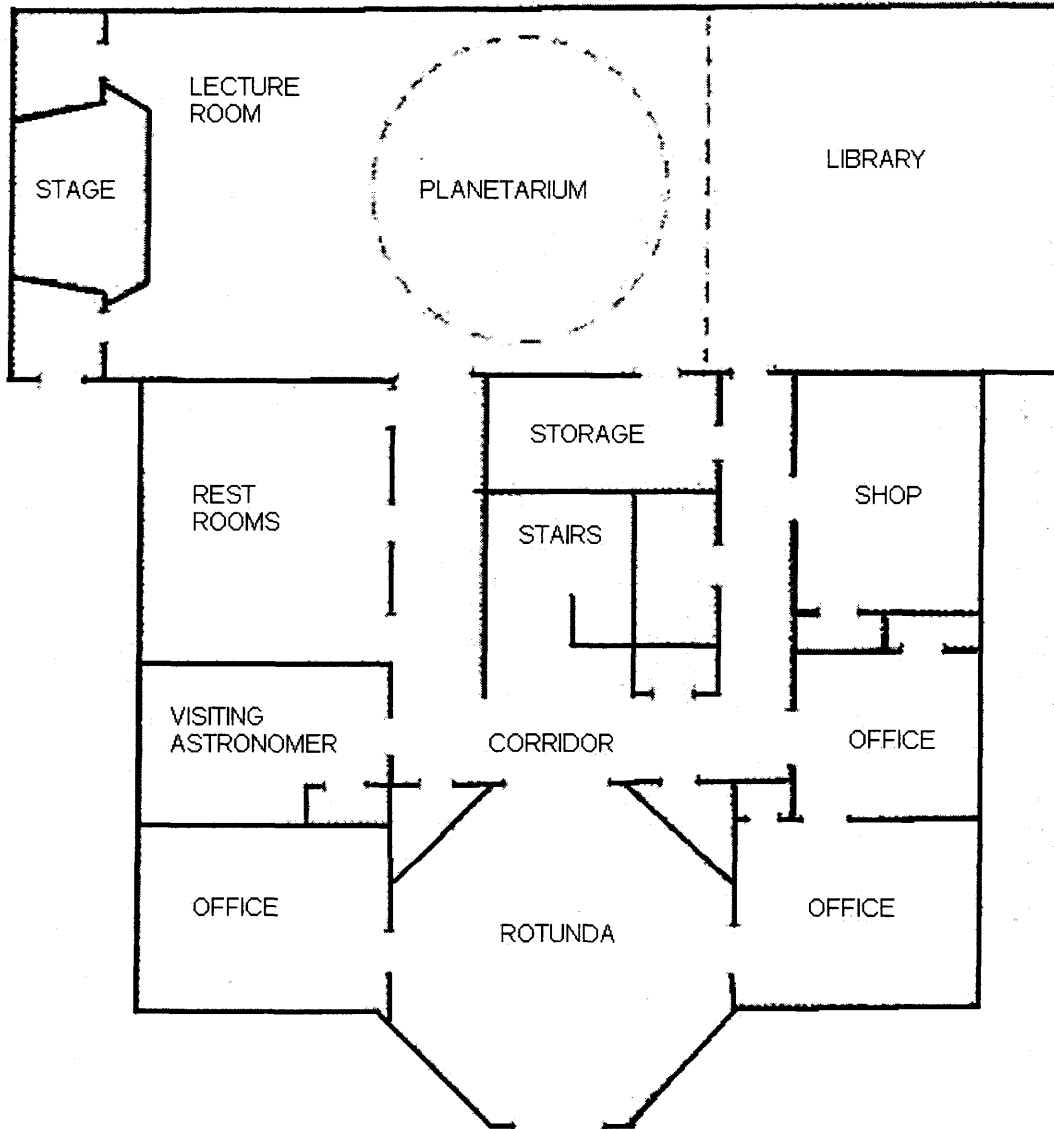 LECTURE
ROOM
STAGE
PLANETARIUM
LIBRARY
STORAGE
REST
ROOMS
STAIRS
SHOP
VISITING
ASTRONOMER
CORRIDOR
OFFICE
OFFICE
ROTUNDA
OFFICE